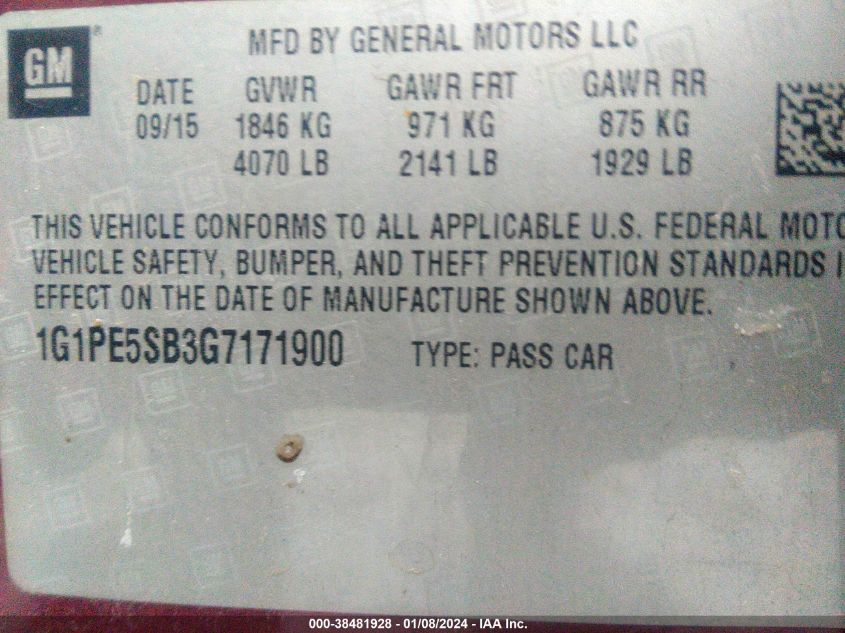 GM
MFD BY GENERAL MOTORS LLC
DATE GVWR GAWR FRT GAWR RR
09/15 1846 KG 971 KG 875 KG
4070 LB 2141 LB 1929 LB
THIS VEHICLE CONFORMS TO ALL APPLICABLE U.S. FEDERAL MOTO
VEHICLE SAFETY, BUMPER, AND THEFT PREVENTION STANDARDS I
EFFECT ON THE DATE OF MANUFACTURE SHOWN ABOVE.
1G1PE5SB3G7171900 TYPE: PASS CAR
000-38481928 - 01/08/2024 - IAA Inc.